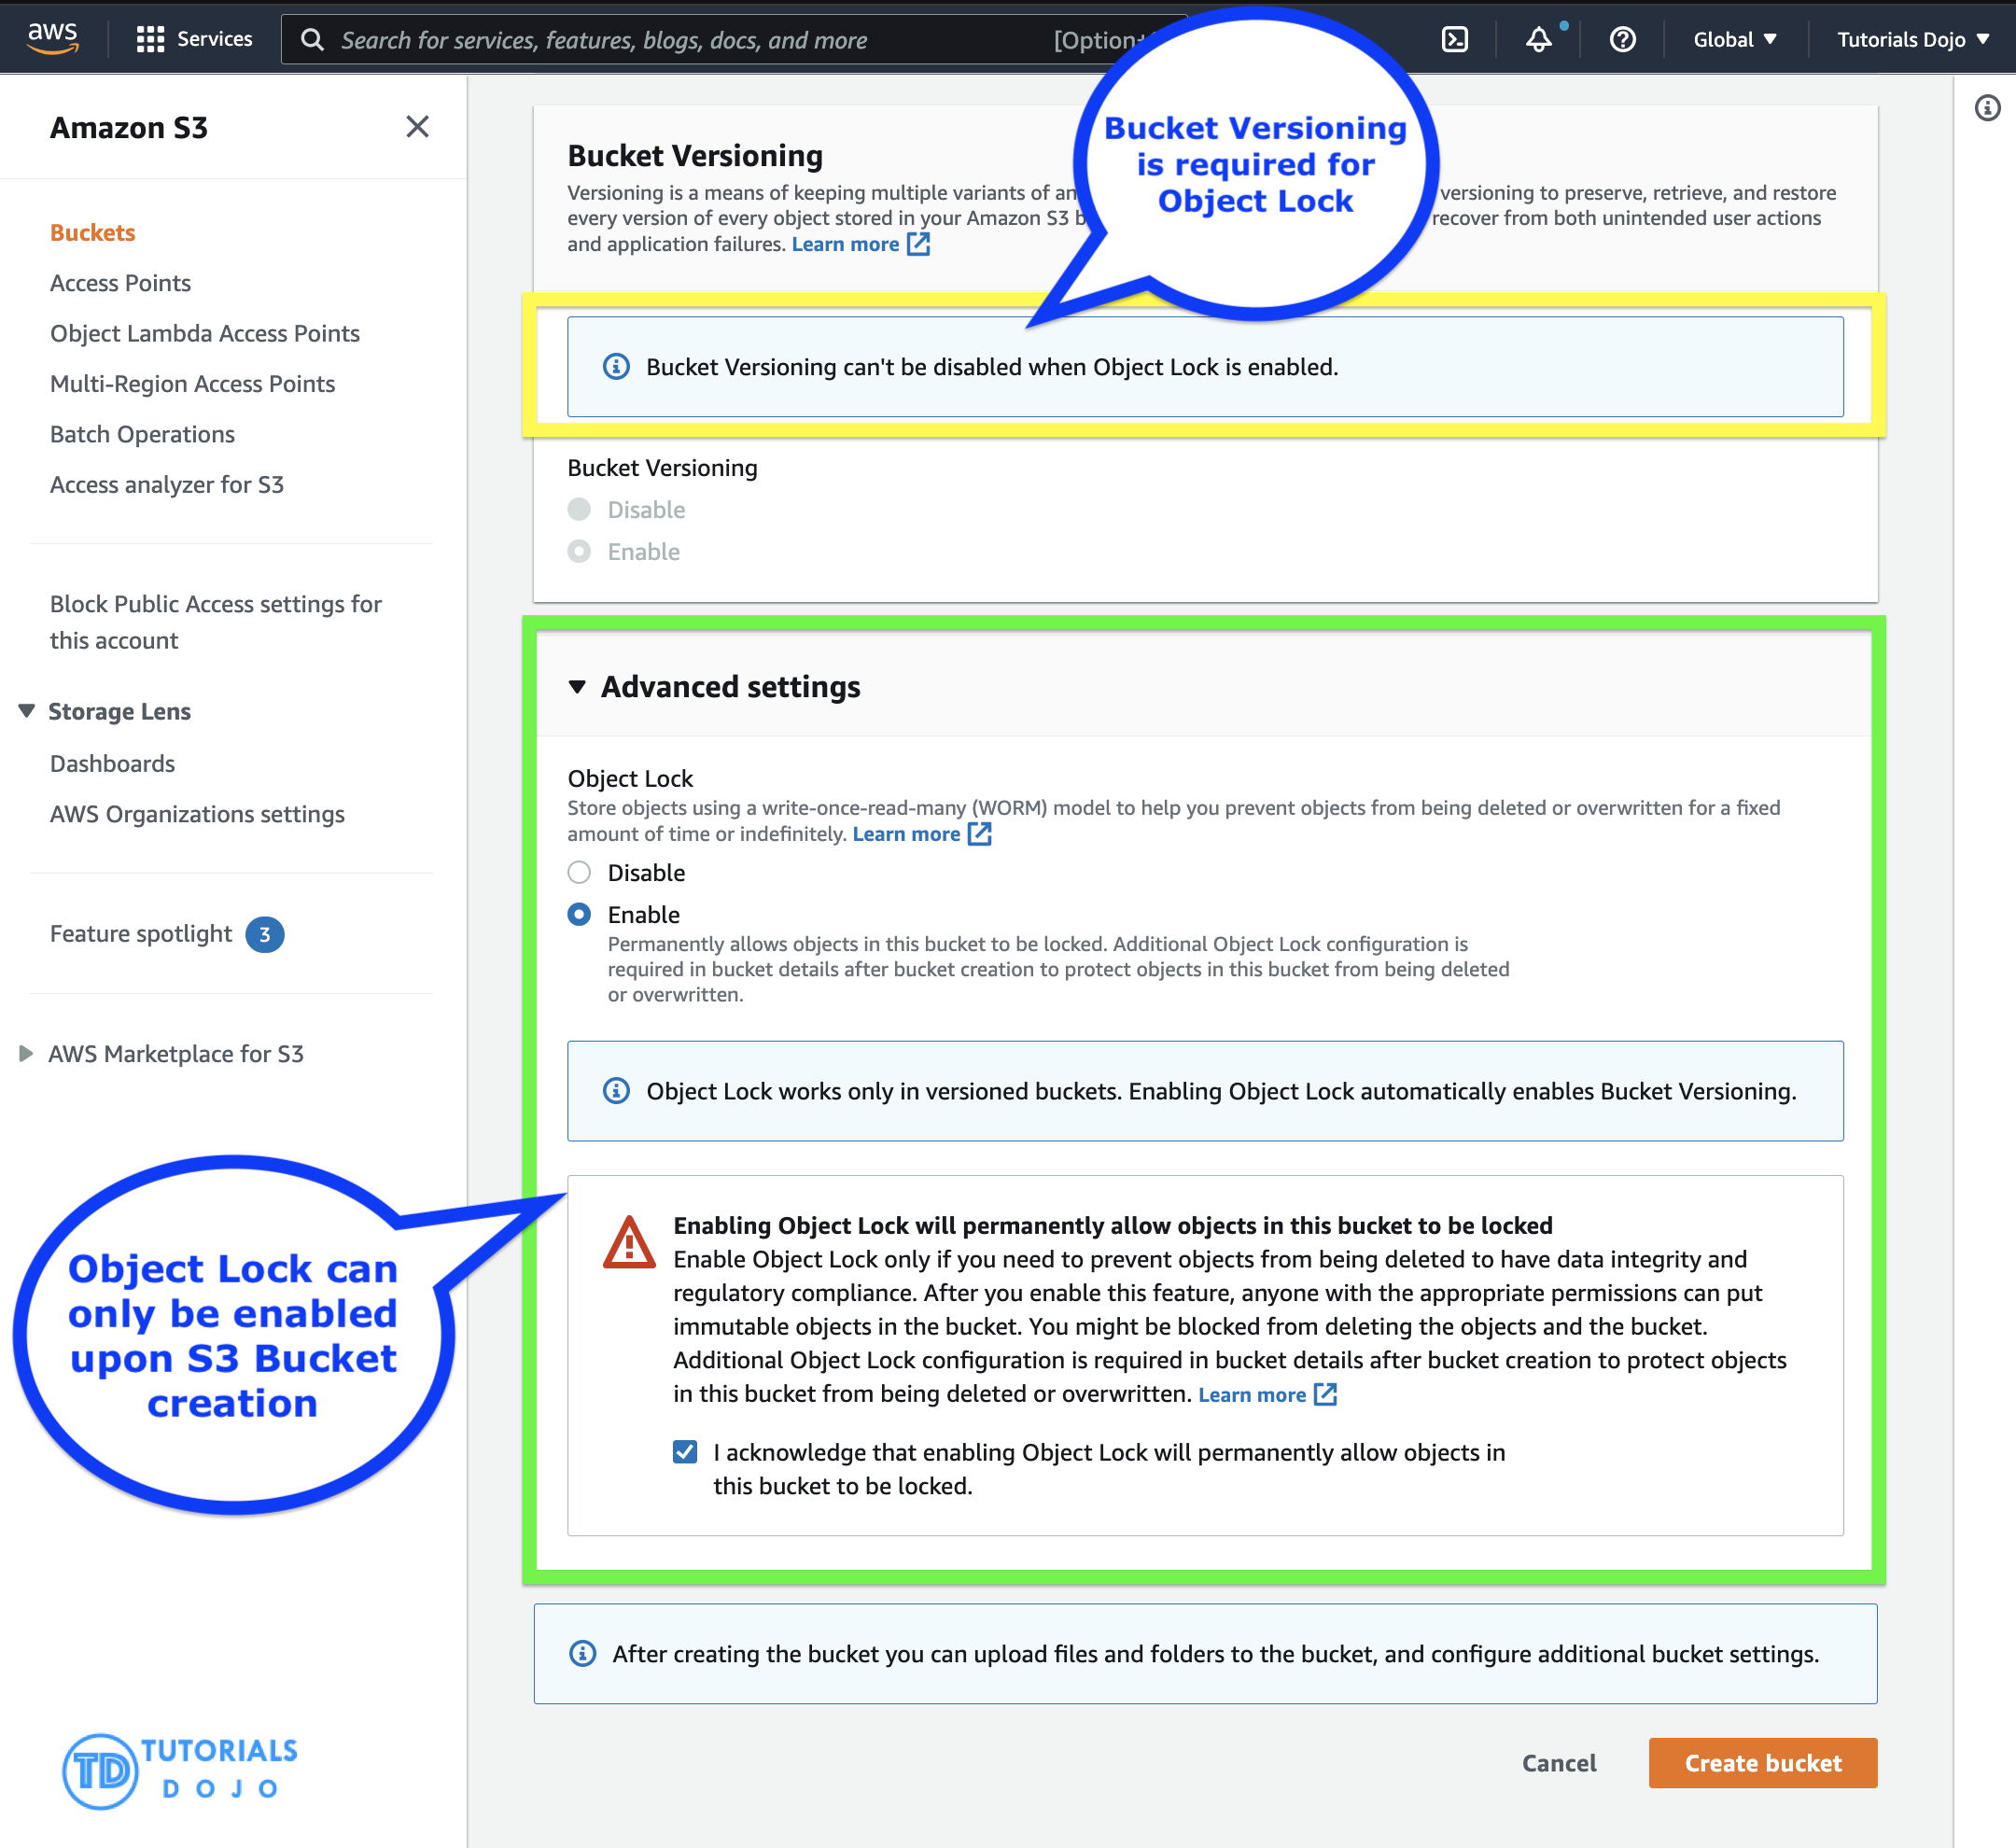 aws
Services
Search for services, features, blogs, docs, and more
[Option+
Global
Tutorials Dojo
Amazon S3
Buckets
Access Points
Object Lambda Access Points
Multi-Region Access Points
Batch Operations
Access analyzer for S3
Block Public Access settings for
this account
Storage Lens
Dashboards
AWS Organizations settings
Feature spotlight 3
AWS Marketplace for S3
Bucket Versioning
is required for
Object Lock
Bucket Versioning
Versioning is a means of keeping multiple variants of an versioning to preserve, retrieve, and restore
every version of every object stored in your Amazon S3 recover from both unintended user actions
and application failures. Learn more
Bucket Versioning can't be disabled when Object Lock is enabled.
Bucket Versioning
Disable
Enable
Advanced settings
Object Lock
Store objects using a write-once-read-many (WORM) model to help you prevent objects from being deleted or overwritten for a fixed
amount of time or indefinitely. Learn more
Disable
Enable
Permanently allows objects in this bucket to be locked. Additional Object Lock configuration is
required in bucket details after bucket creation to protect objects in this bucket from being deleted
or overwritten.
Object Lock works only in versioned buckets. Enabling Object Lock automatically enables Bucket Versioning.
Object Lock can
only be enabled
upon S3 Bucket
creation
Enabling Object Lock will permanently allow objects in this bucket to be locked
Enable Object Lock only if you need to prevent objects from being deleted to have data integrity and
regulatory compliance. After you enable this feature, anyone with the appropriate permissions can put
immutable objects in the bucket. You might be blocked from deleting the objects and the bucket.
Additional Object Lock configuration is required in bucket details after bucket creation to protect objects
in this bucket from being deleted or overwritten. Learn more
I acknowledge that enabling Object Lock will permanently allow objects in
this bucket to be locked.
After creating the bucket you can upload files and folders to the bucket, and configure additional bucket settings.
Cancel
Create bucket
TD
TUTORIALS
DOJO